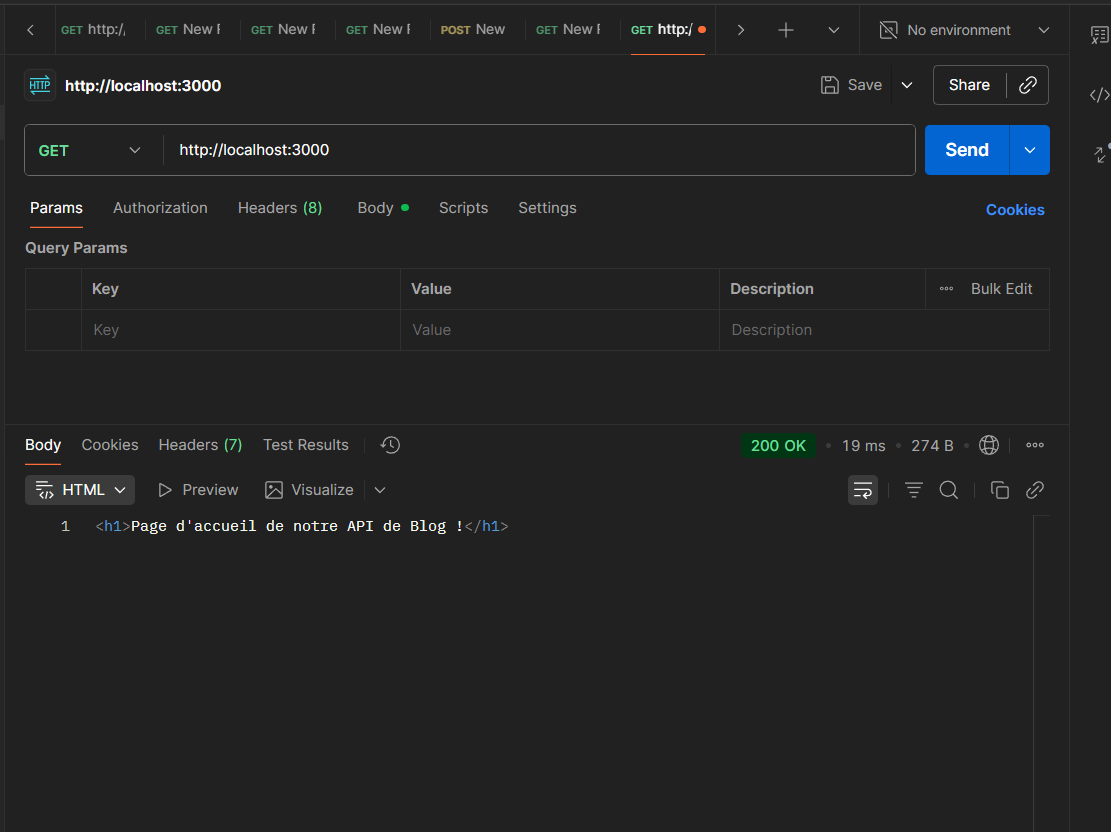 GET http:/ GET New F GET New F GET New F POST New GET New F GET http:/ No environment
HTTP http://localhost:3000 Save Share
GET http://localhost:3000 Send
Params Authorization Headers (8) Body Scripts Settings Cookies
Query Params
Key Value Description Bulk Edit
Key Value Description
Body Cookies Headers (7) Test Results 200 OK • 19 ms • 274 B
HTML Preview Visualize
1 <h1>Page d'accueil de notre API de Blog !</h1>